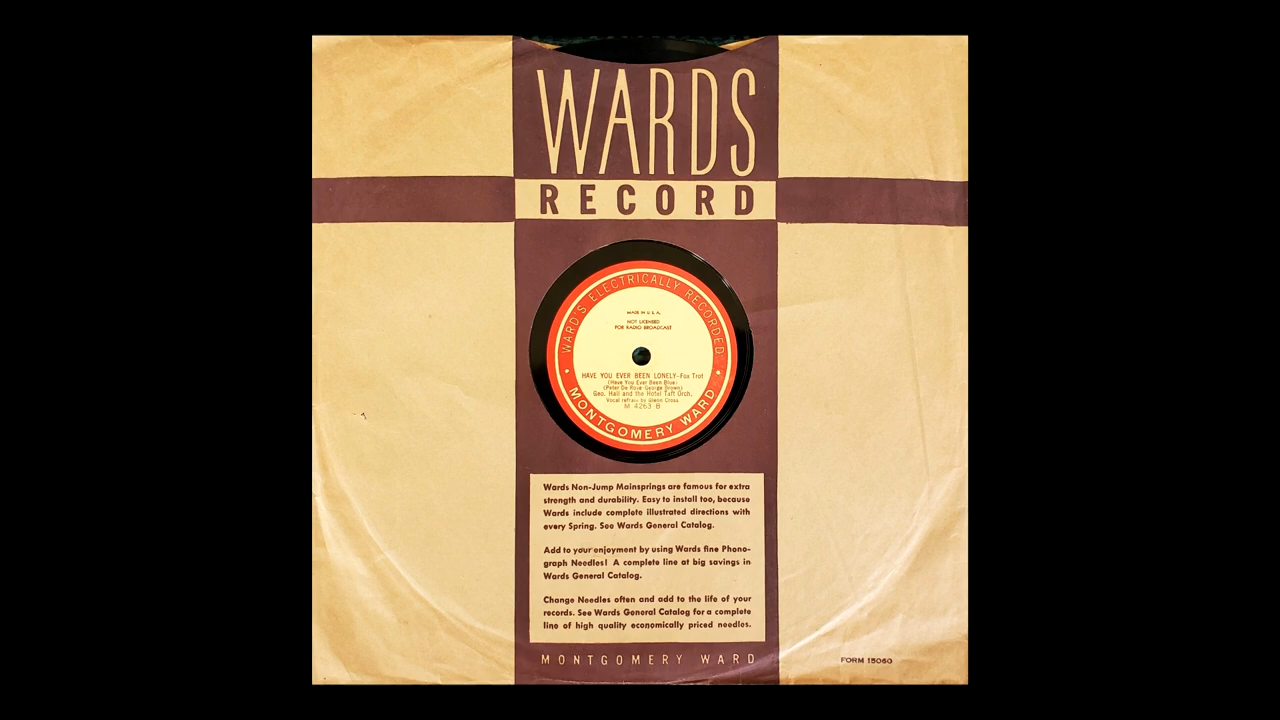 WARDS
RECORD
WARD'S ELECTRICALLY RECORDED
MADE IN U.S.A.
NOT LICENSED
FOR RADIO BROADCAST
HAVE YOU EVER BEEN LONELY-Fox Trot
(Have You Ever Been Blue)
(Peter De Rose George Brown)
Geo. Hall and the Hotel Taft Orch.
Vocal refrain by Glenn Cross
M 4263 B
• MONTGOMERY WARD •
Wards Non-Jump Mainsprings are famous for extra
strength and durability. Easy to install too, because
Wards include complete illustrated directions with
every Spring. See Wards General Catalog.
Add to your enjoyment by using Wards fine Phono-
graph Needles! A complete line at big savings in
Wards General Catalog.
Change Needles often and add to the life of your
records. See Wards General Catalog for a complete
line of high quality economically priced needles.
MONTGOMERY WARD
FORM 15060